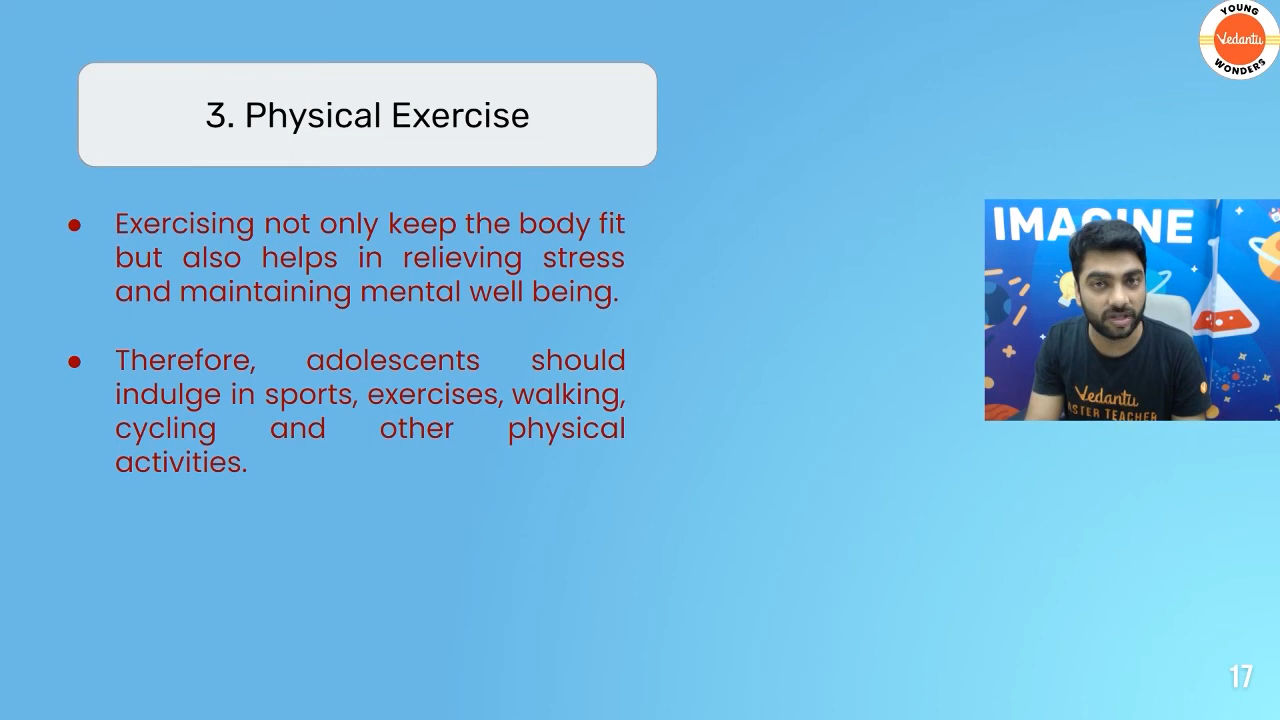 YOUNG
Vedantu
WONDERS
3. Physical Exercise
● Exercising not only keep the body fit
but also helps in relieving stress
and maintaining mental well being.
● Therefore, adolescents should
indulge in sports, exercises, walking,
cycling and other physical
activities.
IMAGINE
Vedantu
MASTER TEACHER
17